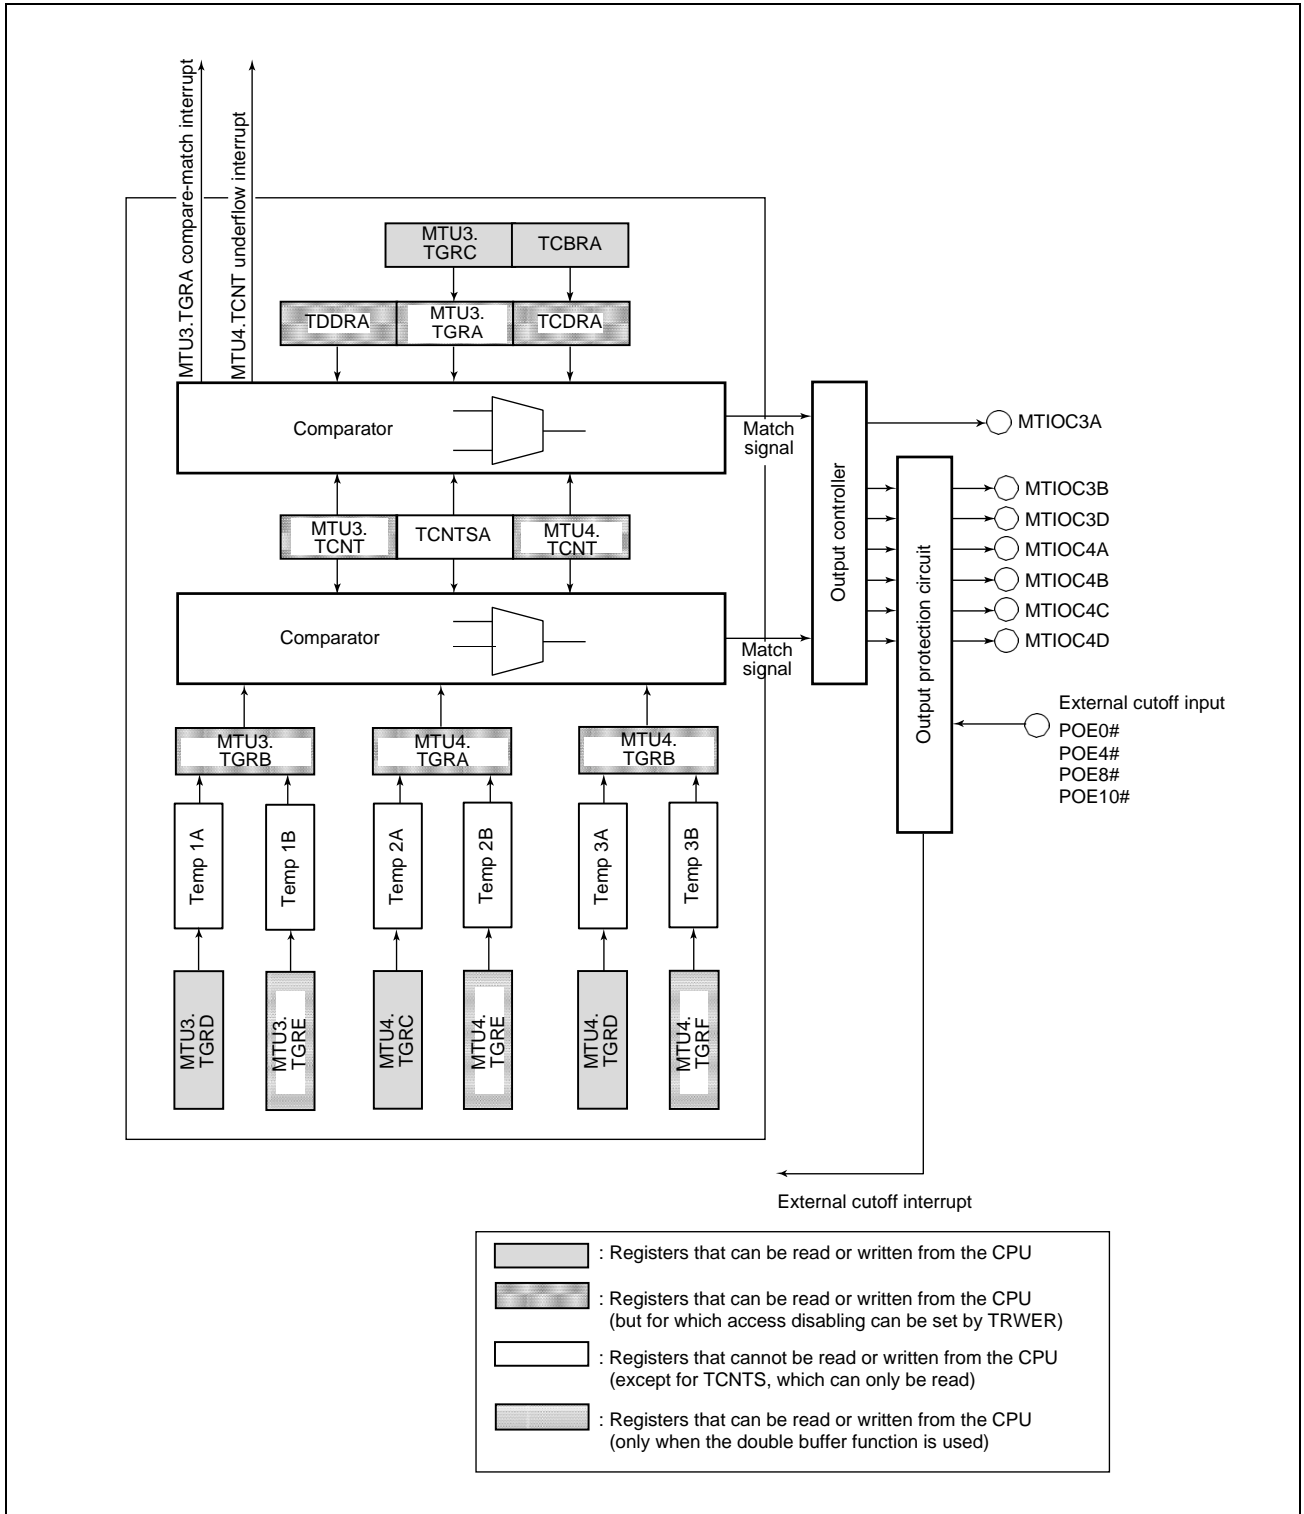 MTU3.TGRA compare-match interrupt
MTU4.TCNT underflow interrupt
MTU3.
TGRC
TCBRA
TDDRA
MTU3.
TGRA
TCDRA
Comparator
Match
signal
MTU3.
TCNT
TCNTSA
MTU4.
TCNT
Comparator
Match
signal
Output controller
Output protection circuit
MTIOC3A
MTIOC3B
MTIOC3D
MTIOC4A
MTIOC4B
MTIOC4C
MTIOC4D
External cutoff input
POE0#
POE4#
POE8#
POE10#
MTU3.
TGRB
MTU4.
TGRA
MTU4.
TGRB
Temp 1A
Temp 1B
Temp 2A
Temp 2B
Temp 3A
Temp 3B
MTU3.
TGRD
MTU3.
TGRE
MTU4.
TGRC
MTU4.
TGRE
MTU4.
TGRD
MTU4.
TGRF
External cutoff interrupt
: Registers that can be read or written from the CPU
: Registers that can be read or written from the CPU
(but for which access disabling can be set by TRWER)
: Registers that cannot be read or written from the CPU
(except for TCNTS, which can only be read)
: Registers that can be read or written from the CPU
(only when the double buffer function is used)